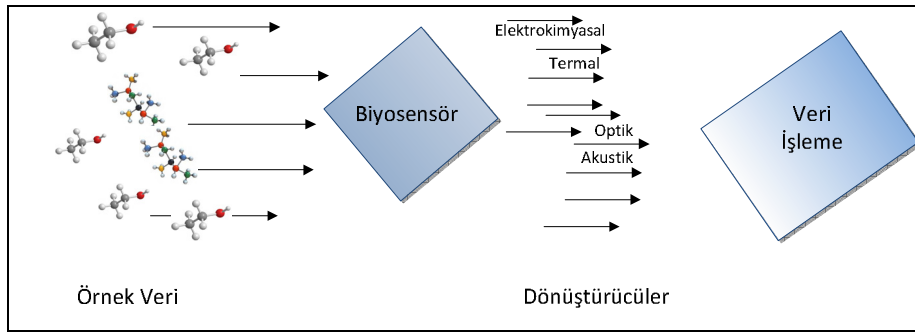 Elektrokimyasal
Termal
Biyosensör
Optik
Akustik
Veri
İşleme
Örnek Veri
Dönüştürücüler